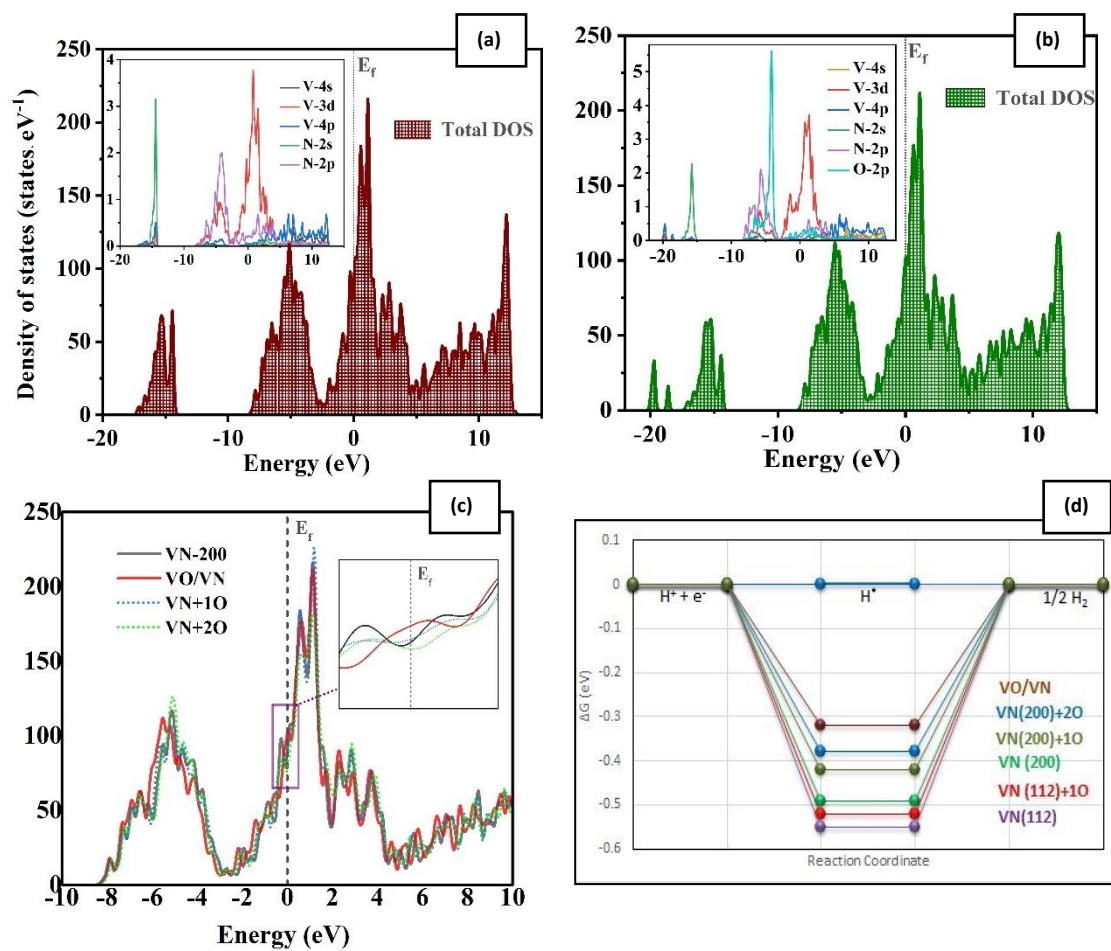 (a)
250
200
150
100
50
0
Density of states (states eV⁻¹)
4
3
2
1
0
-20 -10 0 10
V-4s
V-3d
V-4p
N-2s
N-2p
E_f
Total DOS
-20 -10 0 10
Energy (eV)
(b)
250
200
150
100
50
0
5
4
3
2
1
0
-20 -10 0 10
V-4s
V-3d
V-4p
N-2s
N-2p
O-2p
E_f
Total DOS
-20 -10 0 10
Energy (eV)
(c)
250
200
150
100
50
0
E_f
VN-200
VO/VN
VN+1O
VN+2O
E_f
-10 -8 -6 -4 -2 0 2 4 6 8 10
Energy (eV)
(d)
0.1
0
-0.1
-0.2
-0.3
-0.4
-0.5
-0.6
ΔG (eV)
H⁺ + e⁻
H*
1/2 H₂
VO/VN
VN(200)+2O
VN(200)+1O
VN (200)
VN (112)+1O
VN(112)
Reaction Coordinate